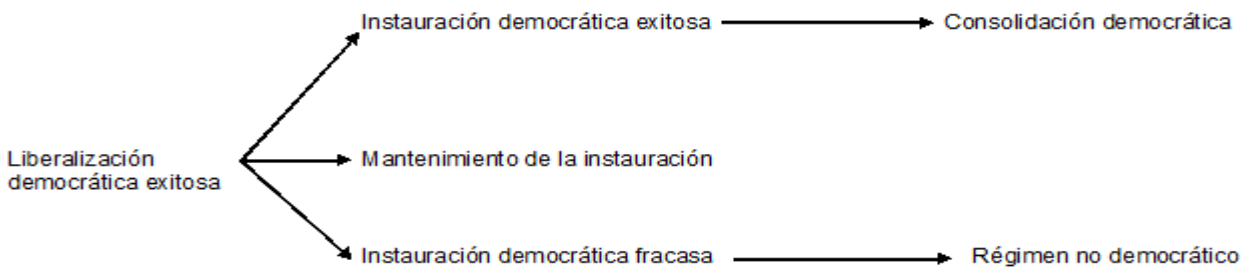 Instauración democrática exitosa
Consolidación democrática
Liberalización
democrática exitosa
Mantenimiento de la instauración
Instauración democrática fracasa
Régimen no democrático